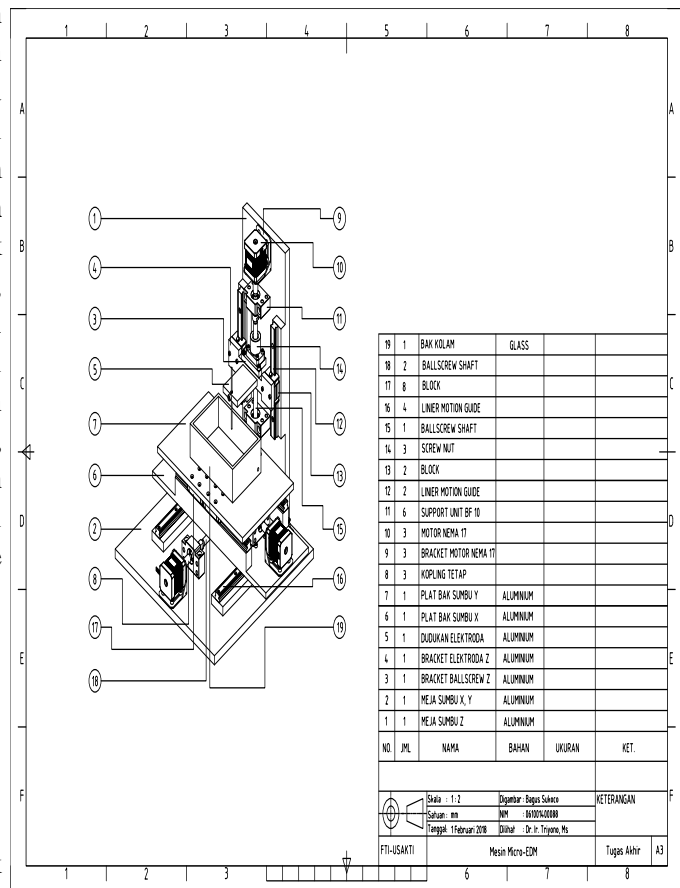 1 2 3 4 5 6 7 8
A A
B B
C C
D D
E E
F F
1 9
4 10
3 11
5 14
7 12
6 13
2 15
8 16
17 19
18
19 1 BAK KOLAM GLASS
18 2 BALLSCREW SHAFT
17 8 BLOCK
16 4 LINIER MOTION GUIDE
15 1 BALLSCREW SHAFT
14 3 SCREW NUT
13 2 BLOCK
12 2 LINIER MOTION GUIDE
11 6 SUPPORT UNIT BF 10
10 3 MOTOR NEMA 17
9 3 BRACKET MOTOR NEMA 17
8 3 KOPLING TETAP
7 1 PLAT BAK SUMBU Y ALUMINIUM
6 1 PLAT BAK SUMBU X ALUMINIUM
5 1 DUDUKAN ELEKTRODA ALUMINIUM
4 1 BRACKET ELEKTRODA Z ALUMINIUM
3 1 BRACKET BALLSCREW Z ALUMINIUM
2 1 MEJA SUMBU X, Y ALUMINIUM
1 1 MEJA SUMBU Z ALUMINIUM
NO. JML NAMA BAHAN UKURAN KET.
Skala : 1 : 2 Digambar : Bagus Sukoco KETERANGAN
Satuan : mm NIM : 061001400088
Tanggal: 1 Februari 2018 Dilihat : Dr. Ir. Triyono, Ms
FTI-USAKTI Mesin Micro-EDM Tugas Akhir A3
1 2 3 6 7 8